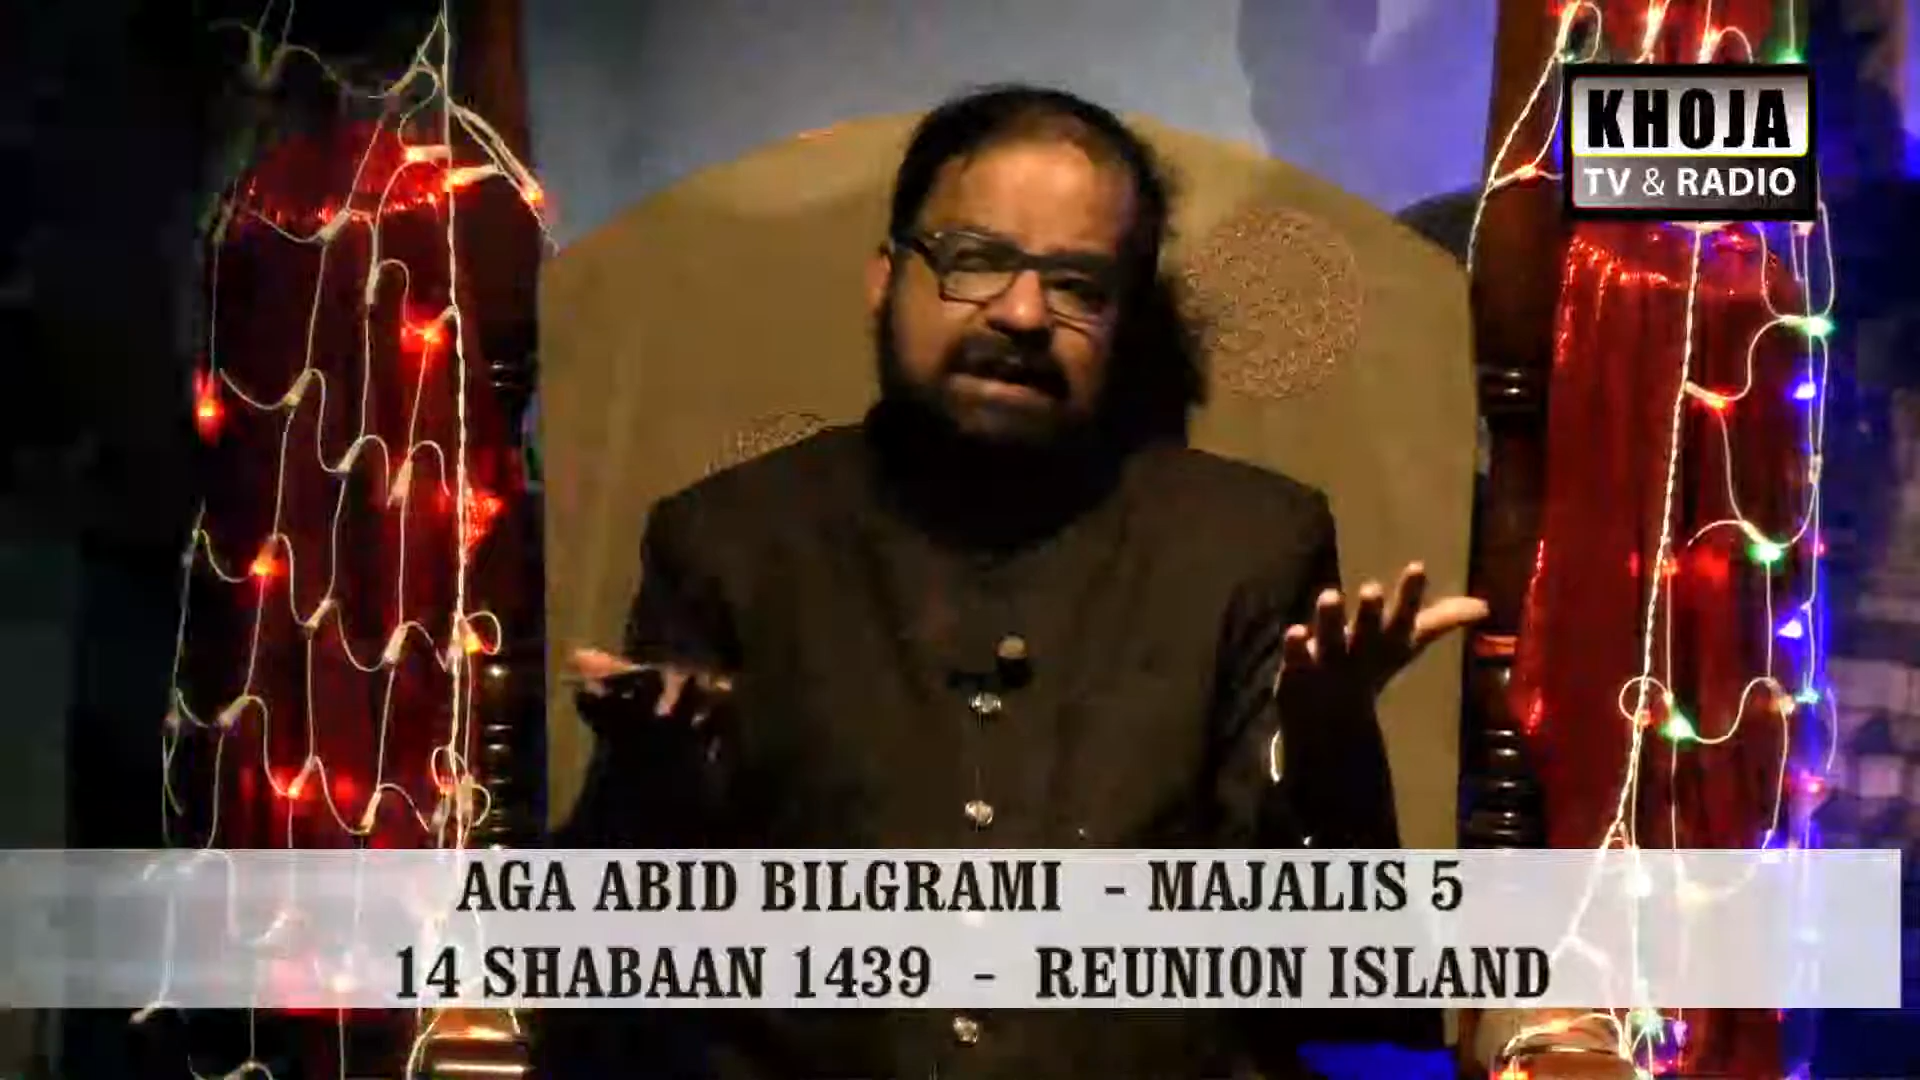 KHOJA
TV & RADIO
AGA ABID BILGRAMI - MAJALIS 5
14 SHABAAN 1439 - REUNION ISLAND